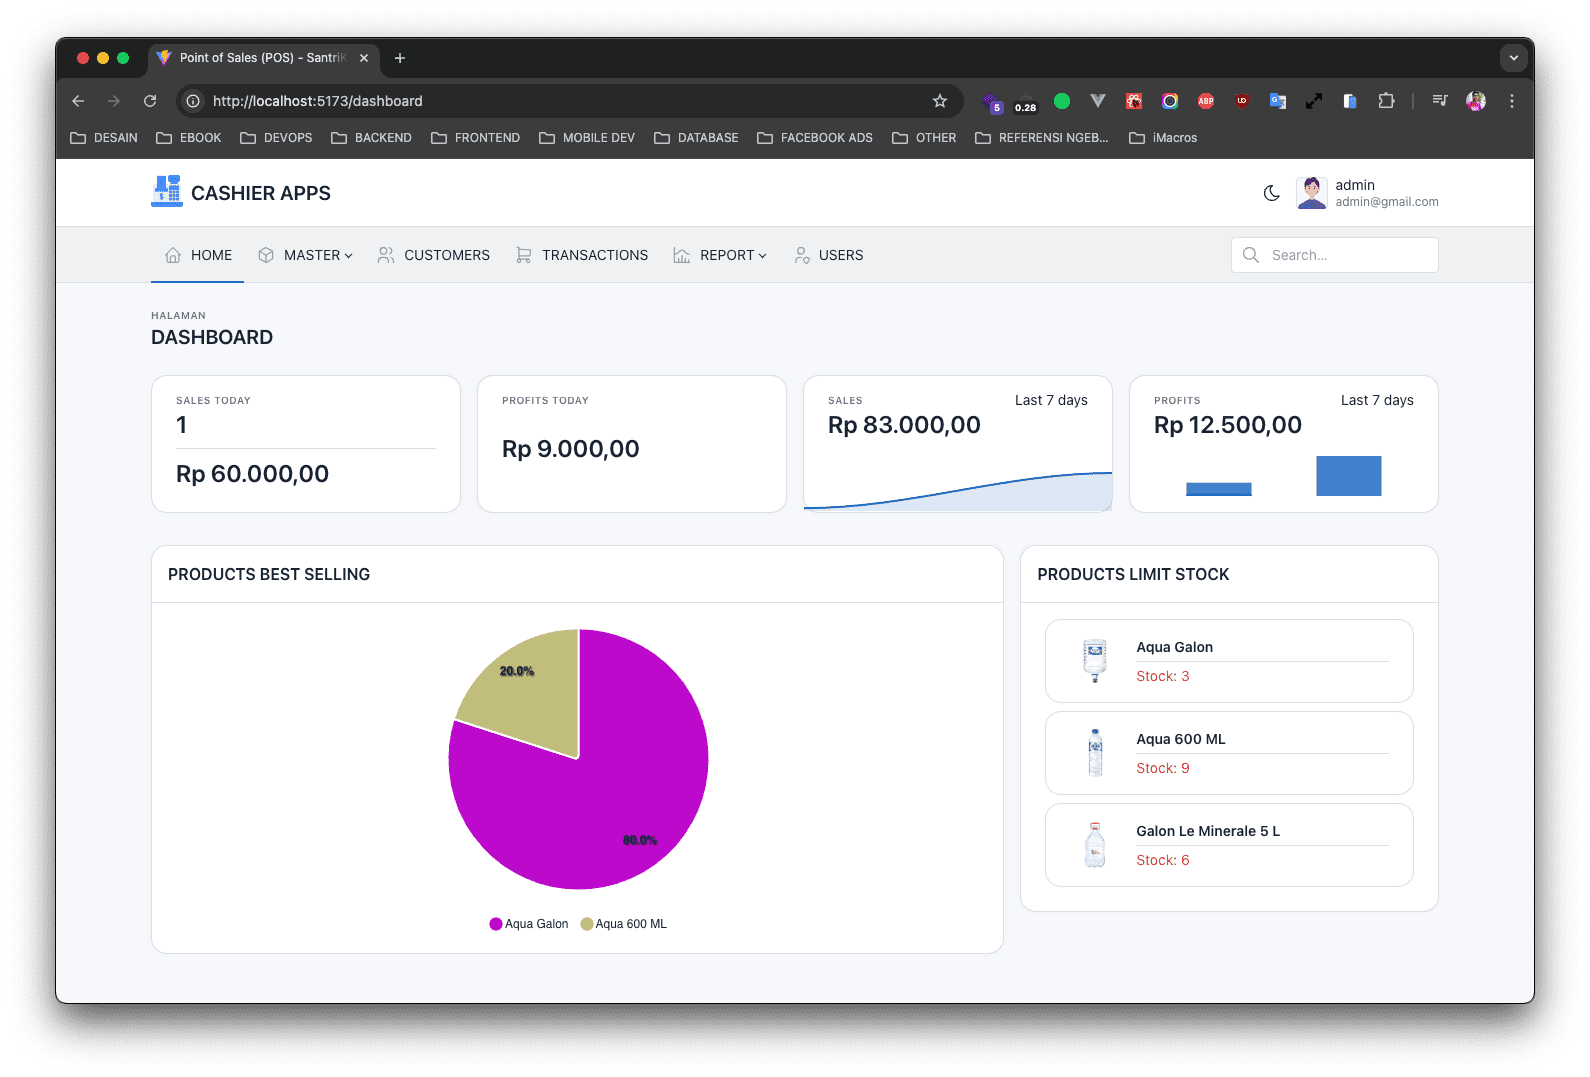 Point of Sales (POS) - SantriK
http://localhost:5173/dashboard
5
0.28
ABP
DESAIN EBOOK DEVOPS BACKEND FRONTEND MOBILE DEV DATABASE FACEBOOK ADS OTHER REFERENSI NGEB... iMacros
CASHIER APPS
admin
admin@gmail.com
HOME MASTER CUSTOMERS TRANSACTIONS REPORT USERS Search...
HALAMAN
DASHBOARD
SALES TODAY
1
Rp 60.000,00
PROFITS TODAY
Rp 9.000,00
SALES Last 7 days
Rp 83.000,00
PROFITS Last 7 days
Rp 12.500,00
PRODUCTS BEST SELLING
20.0%
80.0%
Aqua Galon Aqua 600 ML
PRODUCTS LIMIT STOCK
Aqua Galon
Stock: 3
Aqua 600 ML
Stock: 9
Galon Le Minerale 5 L
Stock: 6